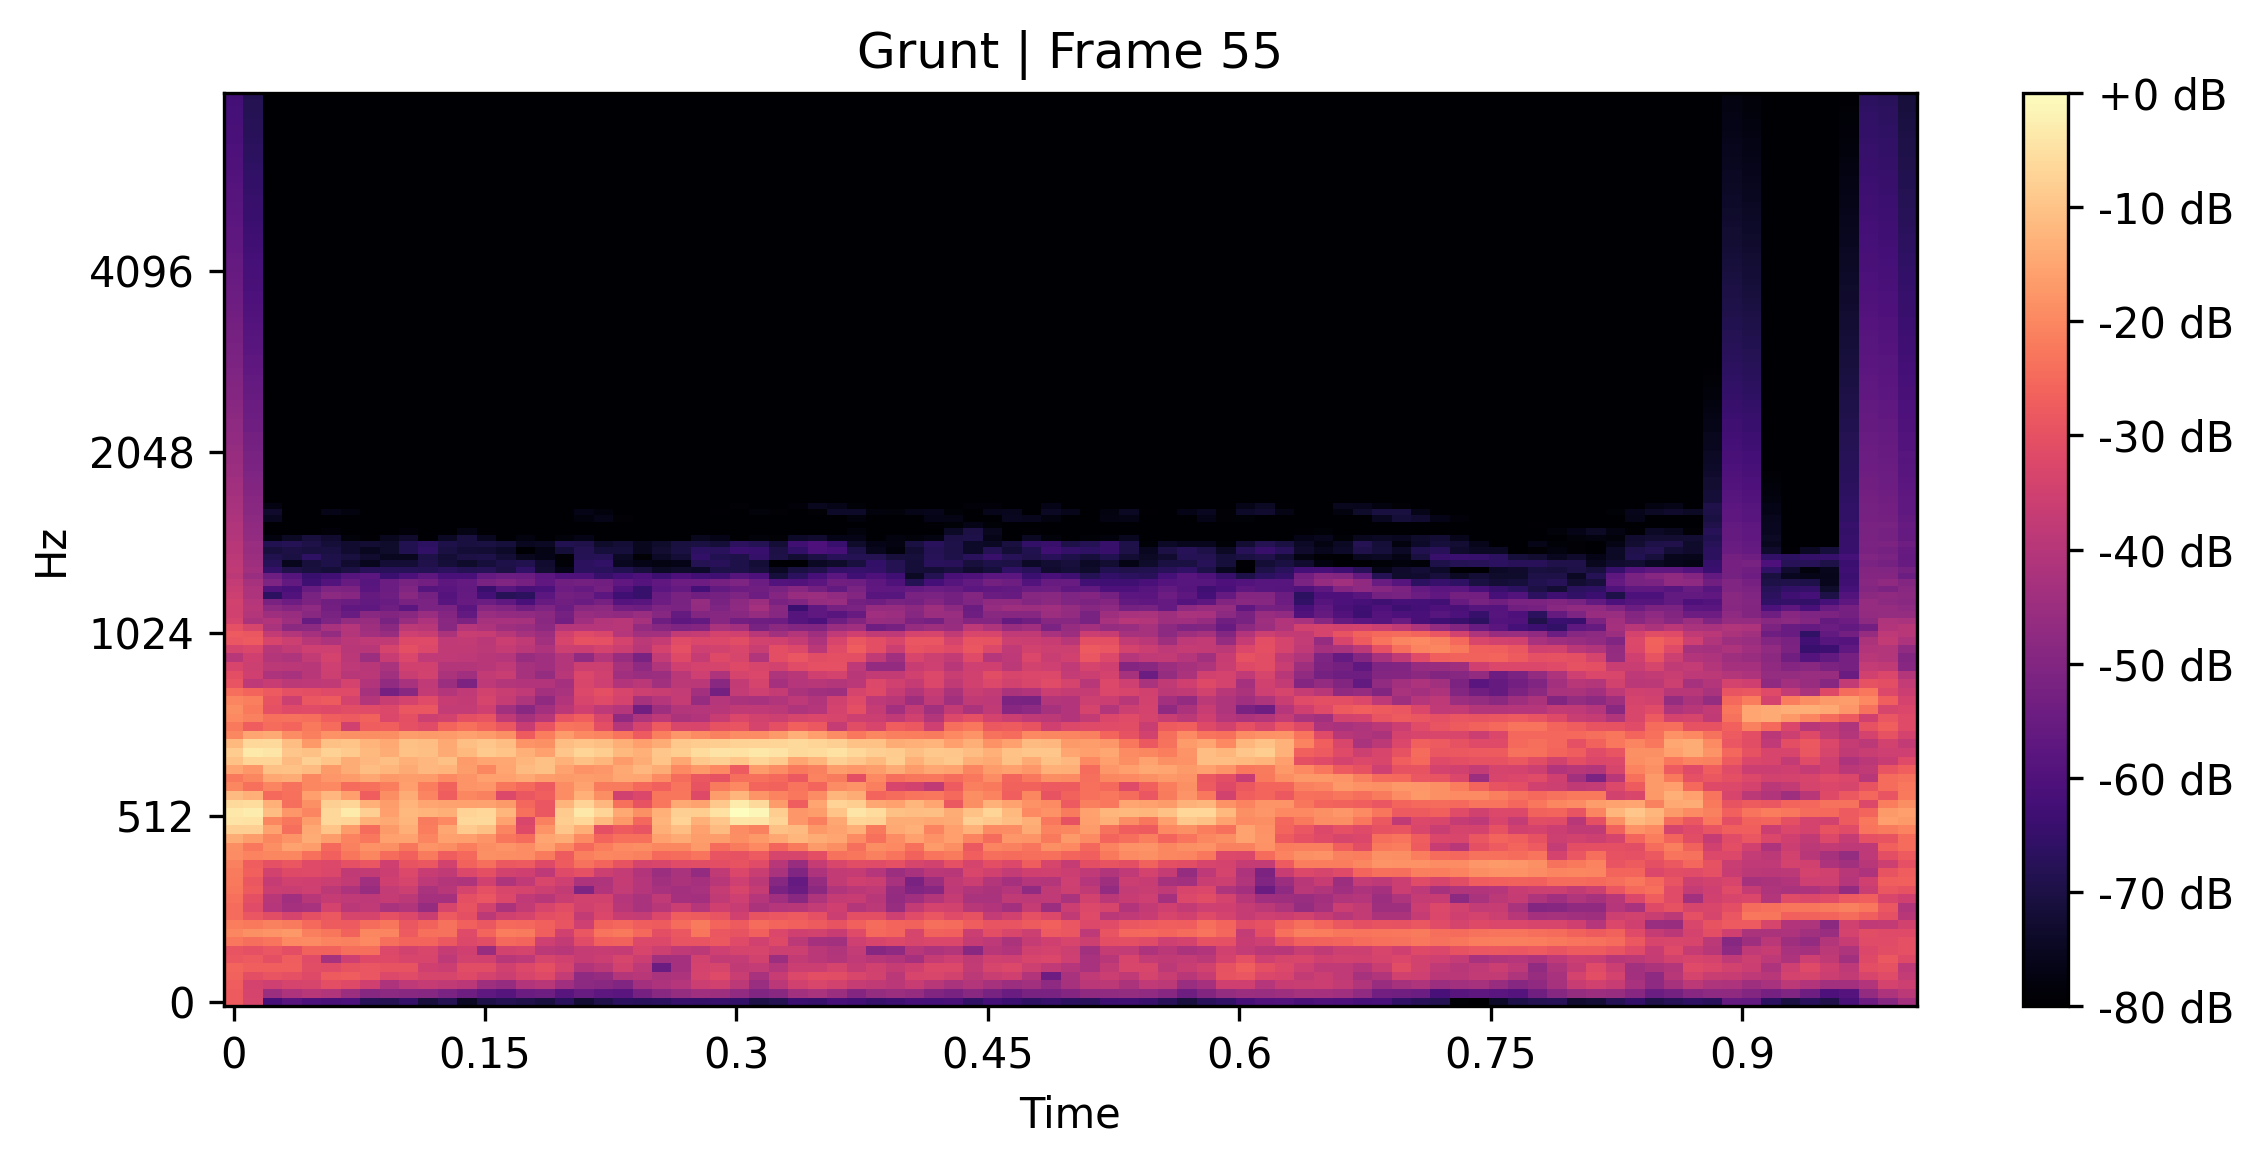 Grunt | Frame 55
Hz
4096
2048
1024
512
0
0
0.15
0.3
0.45
0.6
0.75
0.9
Time
+0 dB
-10 dB
-20 dB
-30 dB
-40 dB
-50 dB
-60 dB
-70 dB
-80 dB